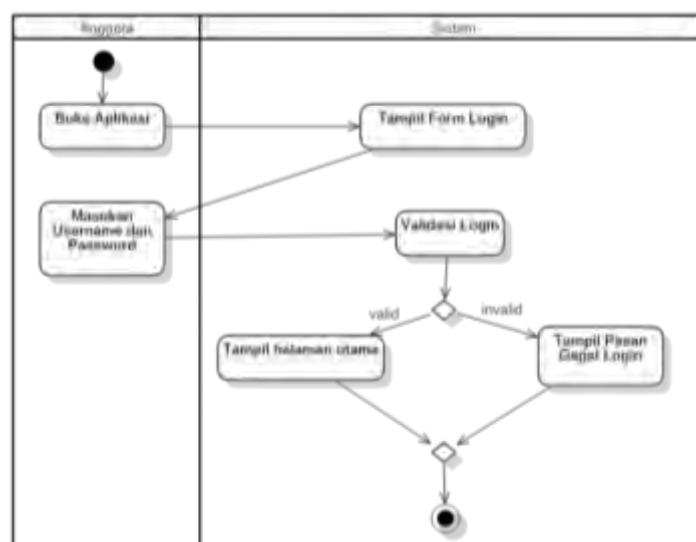 Anggota
Sistem
Buka Aplikasi
Tampil Form Login
Masukan
Username dan
Password
Validasi Login
valid
invalid
Tampil halaman utama
Tampil Pesan
Gagal Login